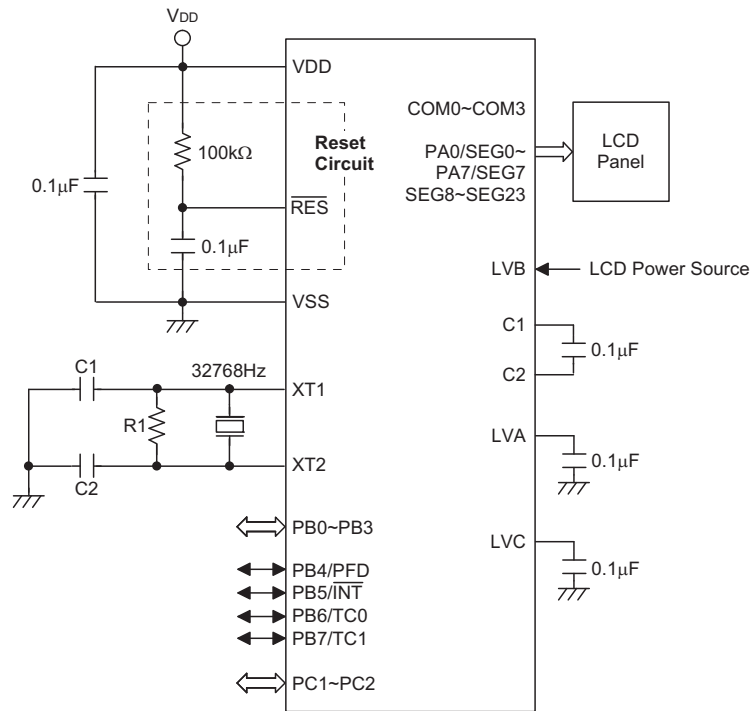 VDD
VDD
100kΩ
Reset
Circuit
0.1μF
RES
0.1μF
VSS
C1
32768Hz
XT1
R1
C2
XT2
PB0~PB3
PB4/PFD
PB5/INT
PB6/TC0
PB7/TC1
PC1~PC2
COM0~COM3
PA0/SEG0~
PA7/SEG7
SEG8~SEG23
LCD
Panel
LVB
LCD Power Source
C1
0.1μF
C2
LVA
0.1μF
LVC
0.1μF